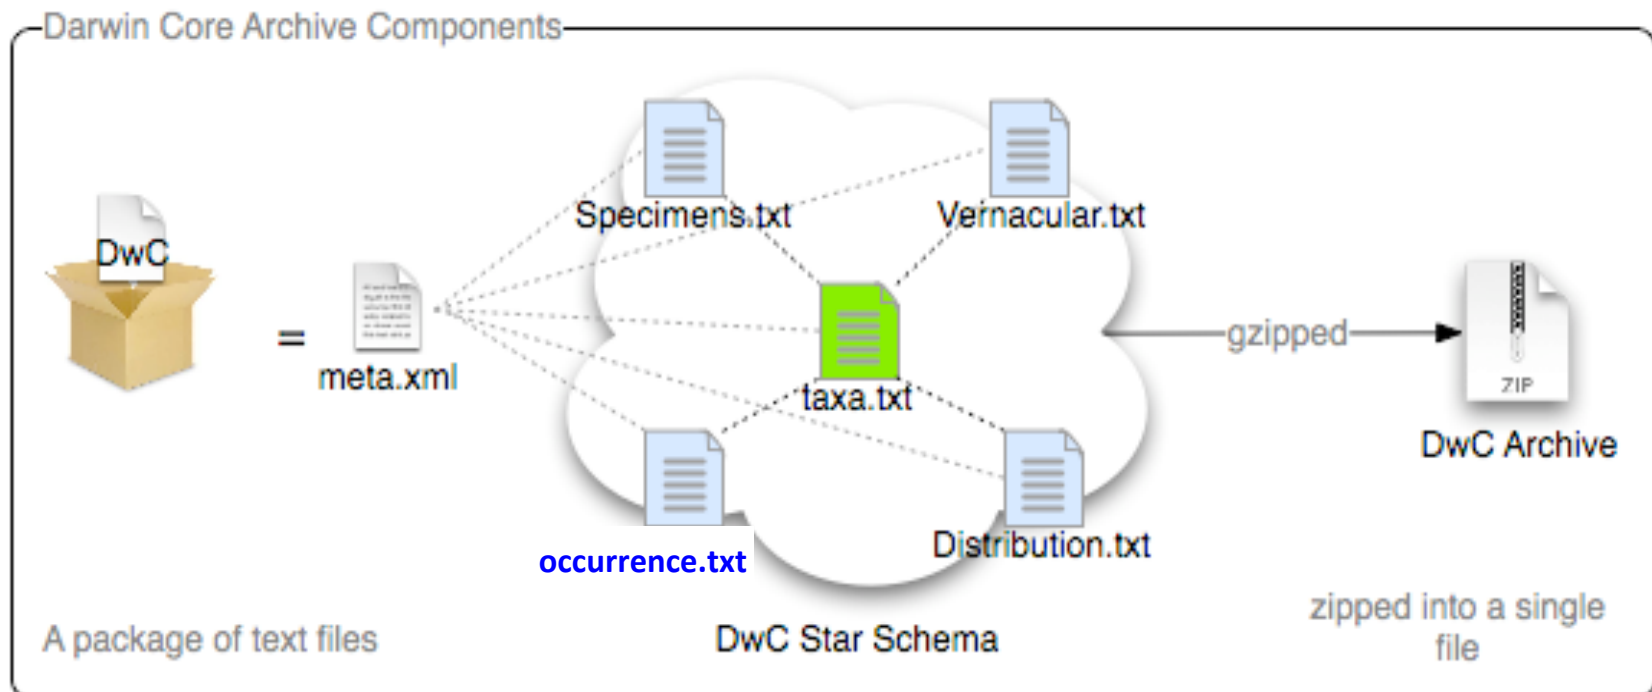 Darwin Core Archive Components
Specimens.txt
Vernacular.txt
DwC
=
meta.xml
taxa.txt
gzipped
ZIP
DwC Archive
occurrence.txt
Distribution.txt
A package of text files
DwC Star Schema
zipped into a single
file